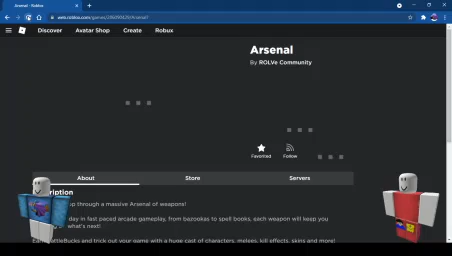 Arsenal - Roblox
web.roblox.com/games/286090429/Arsenal?
Discover
Avatar Shop
Create
Robux
Arsenal
By ROLVe Community
Favorited
Follow
About
Store
Servers
ription
p through a massive Arsenal of weapons!
day in fast paced arcade gameplay, from bazookas to spell books, each weapon will keep you
what's next!
Earn BattleBucks and trick out your game with a huge cast of characters, melees, kill effects, skins and more!